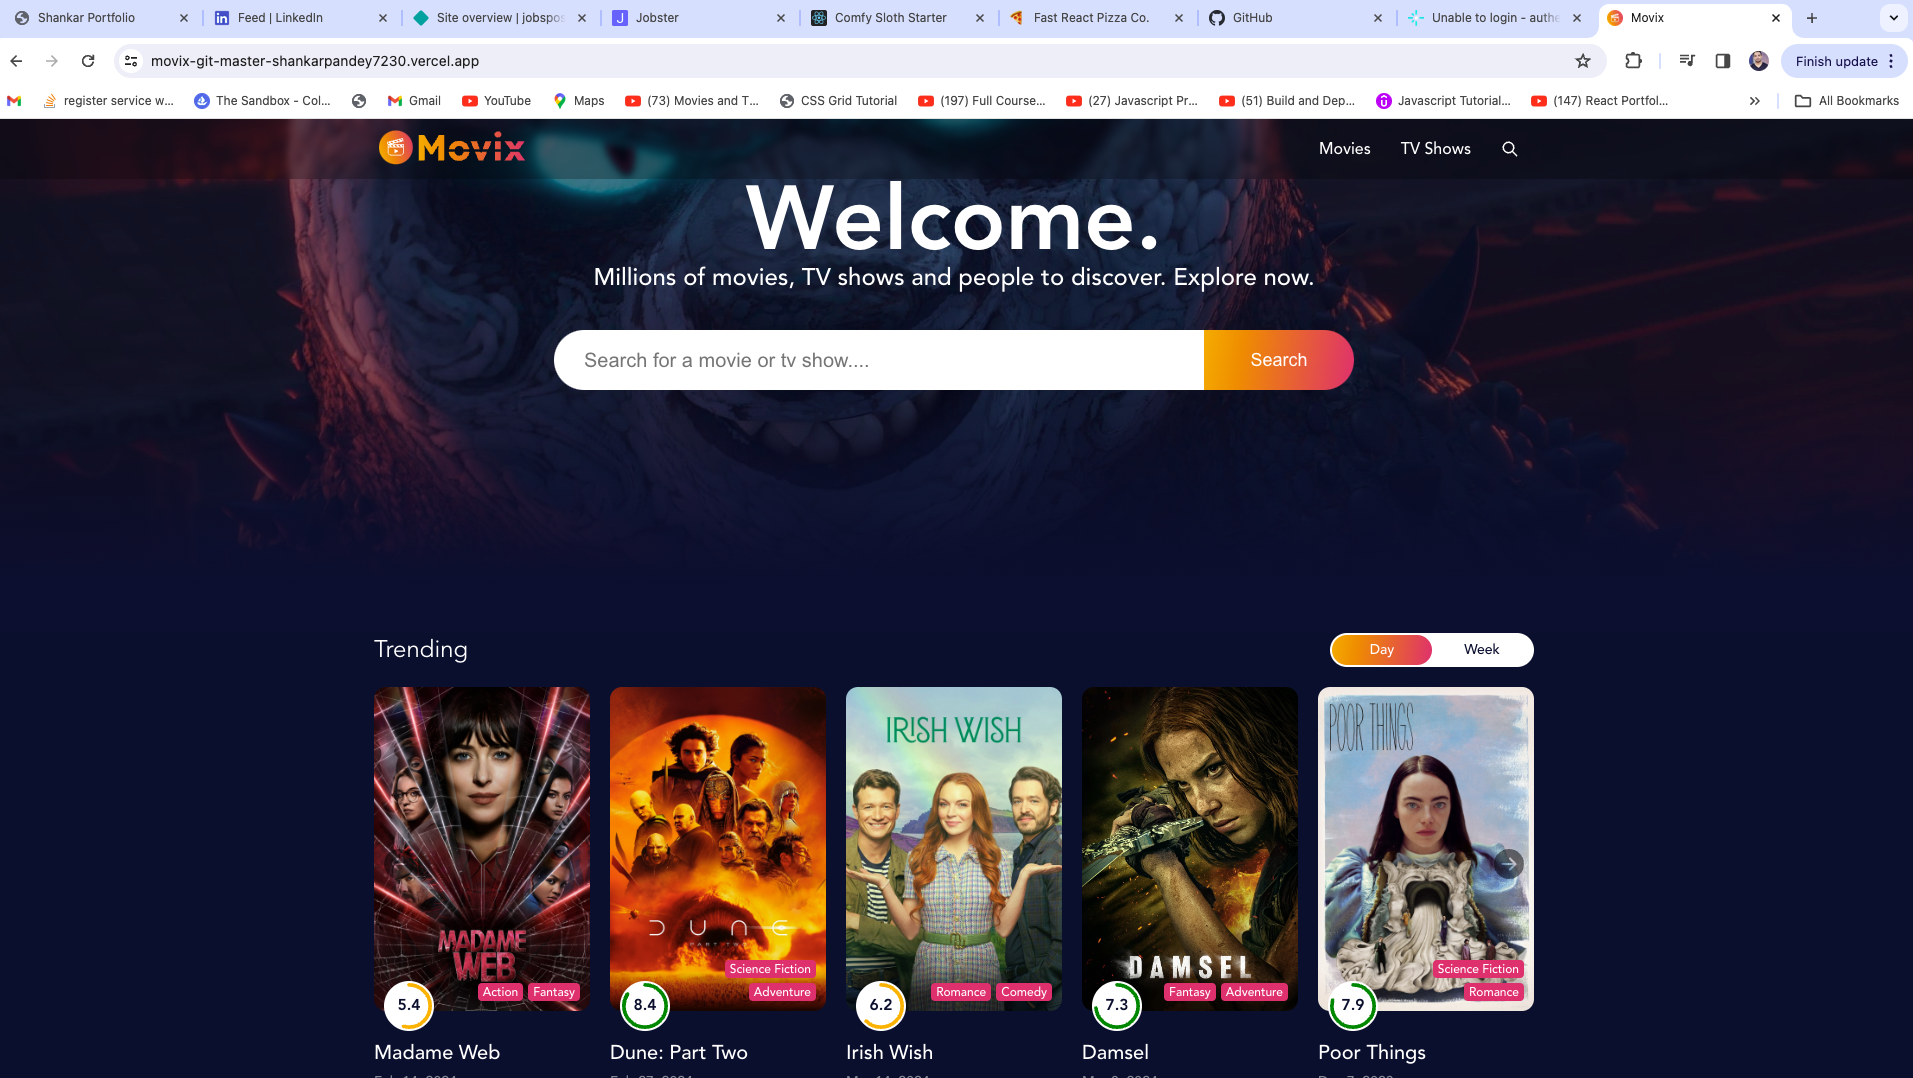 Shankar Portfolio
Feed | LinkedIn
Site overview | jobspos
Jobster
Comfy Sloth Starter
Fast React Pizza Co.
GitHub
Unable to login - authe
Movix
movix-git-master-shankarpandey7230.vercel.app
Finish update
register service w...
The Sandbox - Col...
Gmail
YouTube
Maps
(73) Movies and T...
CSS Grid Tutorial
(197) Full Course...
(27) Javascript Pr...
(51) Build and Dep...
Javascript Tutorial...
(147) React Portfol...
All Bookmarks
Movix
Movies
TV Shows
Welcome.
Millions of movies, TV shows and people to discover. Explore now.
Search for a movie or tv show....
Search
Trending
Day
Week
MADAME
WEB
Action
Fantasy
5.4
Madame Web
DUNE
PART TWO
Science Fiction
Adventure
8.4
Dune: Part Two
IRISH WISH
Romance
Comedy
6.2
Irish Wish
DAMSEL
Fantasy
Adventure
7.3
Damsel
POOR THINGS
Science Fiction
Romance
7.9
Poor Things